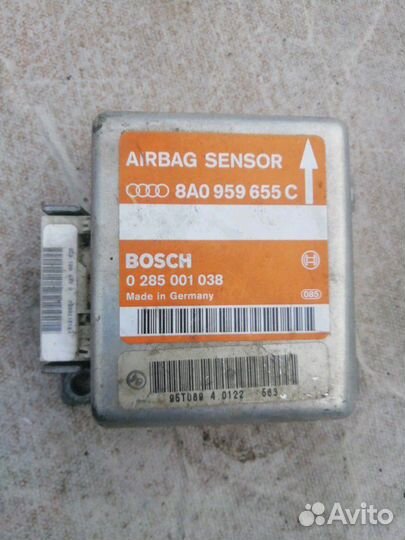 AIRBAG SENSOR
8A0 959 655 C
BOSCH
0 285 001 038
Made in Germany
085
95T089 4 0122 563
Avito